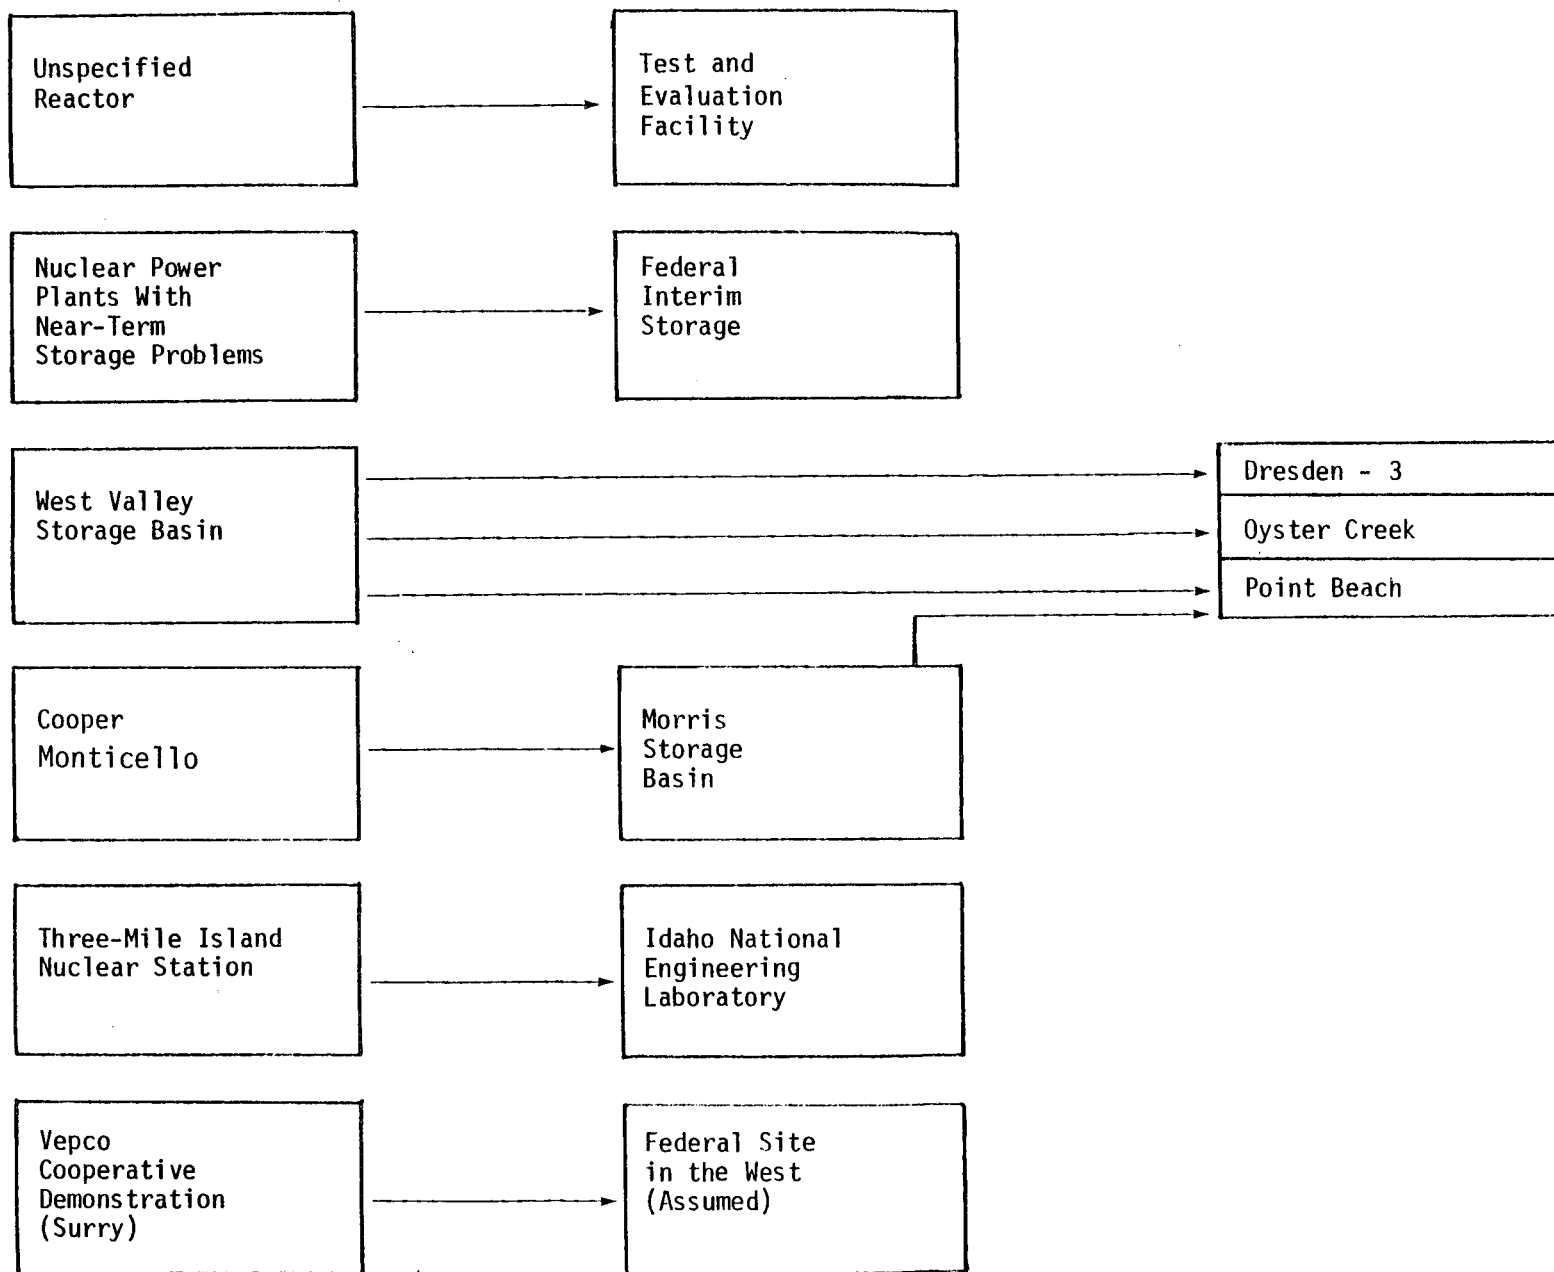 Unspecified
Reactor
Test and
Evaluation
Facility
Nuclear Power
Plants With
Near-Term
Storage Problems
Federal
Interim
Storage
West Valley
Storage Basin
Dresden - 3
Oyster Creek
Point Beach
Cooper
Monticello
Morris
Storage
Basin
Three-Mile Island
Nuclear Station
Idaho National
Engineering
Laboratory
Vepco
Cooperative
Demonstration
(Surry)
Federal Site
in the West
(Assumed)